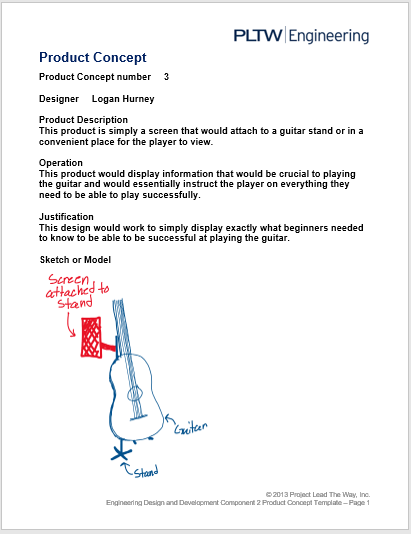 PLTW Engineering
Product Concept
Product Concept number 3
Designer Logan Hurney
Product Description
This product is simply a screen that would attach to a guitar stand or in a
convenient place for the player to view.
Operation
This product would display information that would be crucial to playing
the guitar and would essentially instruct the player on everything they
need to be able to play successfully.
Justification
This design would work to simply display exactly what beginners needed
to know to be able to be successful at playing the guitar.
Sketch or Model
Screen
attached to
Stand
Guitar
Stand
© 2013 Project Lead The Way, Inc.
Engineering Design and Development Component 2 Product Concept Template – Page 1